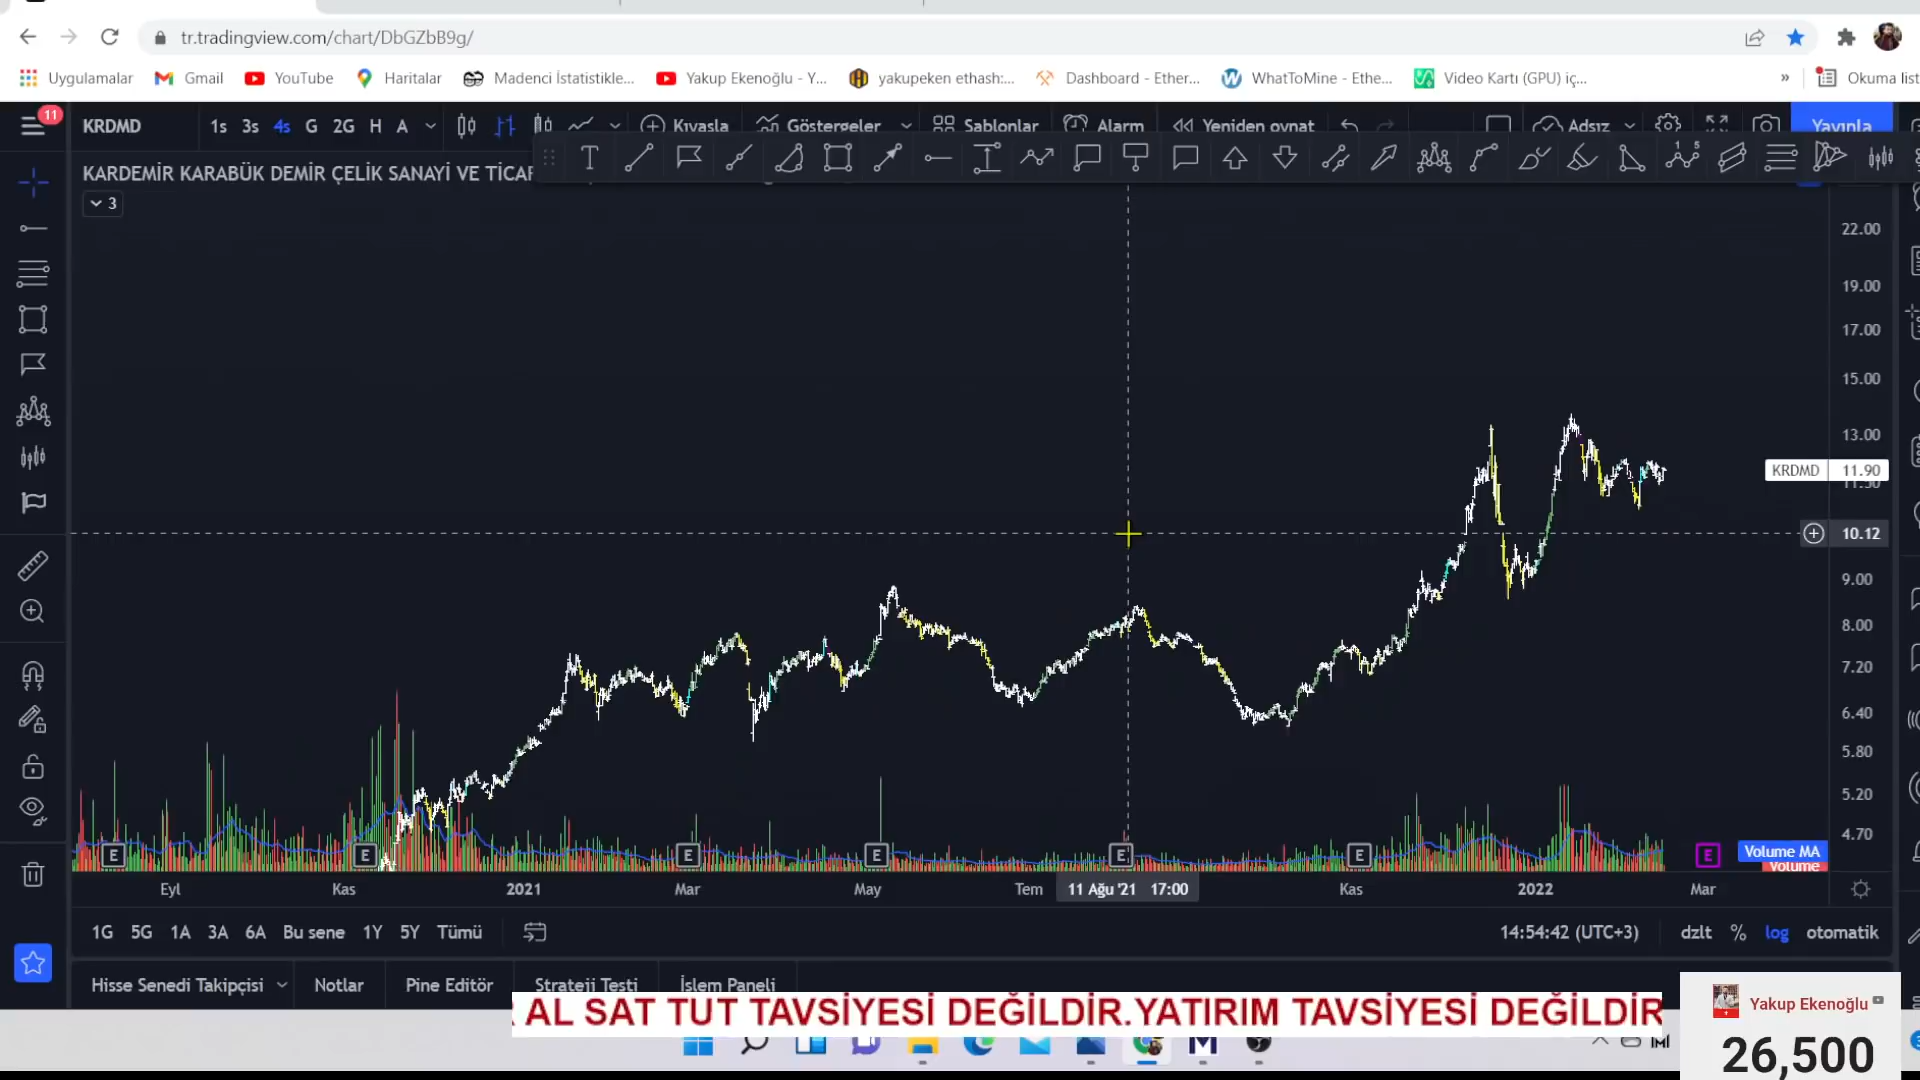 tr.tradingview.com/chart/DbGZbB9g/
Uygulamalar Gmail YouTube Haritalar Madenci İstatistikle... Yakup Ekenoğlu - Y... yakupeken ethash:... Dashboard - Ether... WhatToMine - Ethe... Video Kartı (GPU) iç... » Okuma list
11
KRDMD 1s 3s 4s G 2G H A Kıyasla Göstergeler Şablonlar Alarm Yeniden oynat Adsız Yayınla
KARDEMİR KARABÜK DEMİR ÇELİK SANAYİ VE TİCAR
3
22.00
19.00
17.00
15.00
13.00
KRDMD 11.90
10.12
9.00
8.00
7.20
6.40
5.80
5.20
4.70
E E E E E E E
Volume MA
Volume
Eyl Kas 2021 Mar May Tem 11 Ağu '21 17:00 Kas 2022 Mar
1G 5G 1A 3A 6A Bu sene 1Y 5Y Tümü 14:54:42 (UTC+3) dzlt % log otomatik
Hisse Senedi Takipçisi Notlar Pine Editör Strateji Testi İşlem Paneli
AL SAT TUT TAVSİYESİ DEĞİLDİR.YATIRIM TAVSİYESİ DEĞİLDİR
Yakup Ekenoğlu
26,500